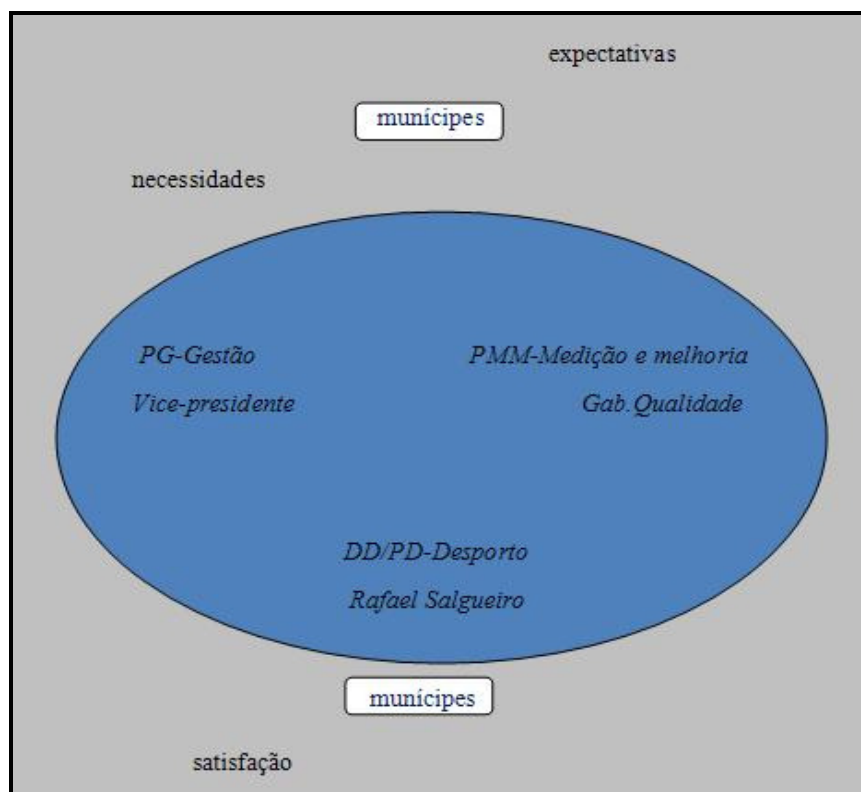 expectativas
munícipes
necessidades
PG-Gestão
PMM-Medição e melhoria
Vice-presidente
Gab.Qualidade
DD/PD-Desporto
Rafael Salgueiro
munícipes
satisfação